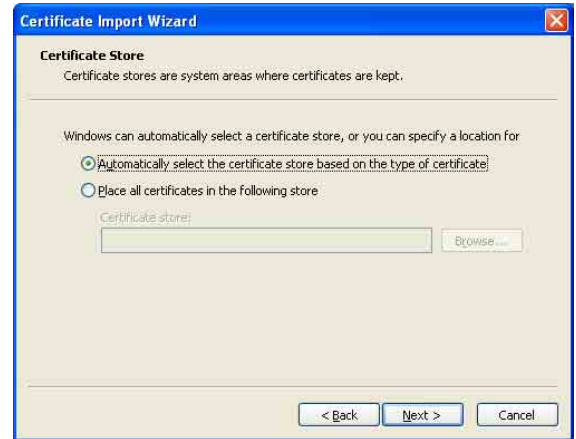 Certificate Import Wizard
Certificate Store
Certificate stores are system areas where certificates are kept.
Windows can automatically select a certificate store, or you can specify a location for
Automatically select the certificate store based on the type of certificate
Place all certificates in the following store
Certificate store:
Browse...
< Back
Next >
Cancel